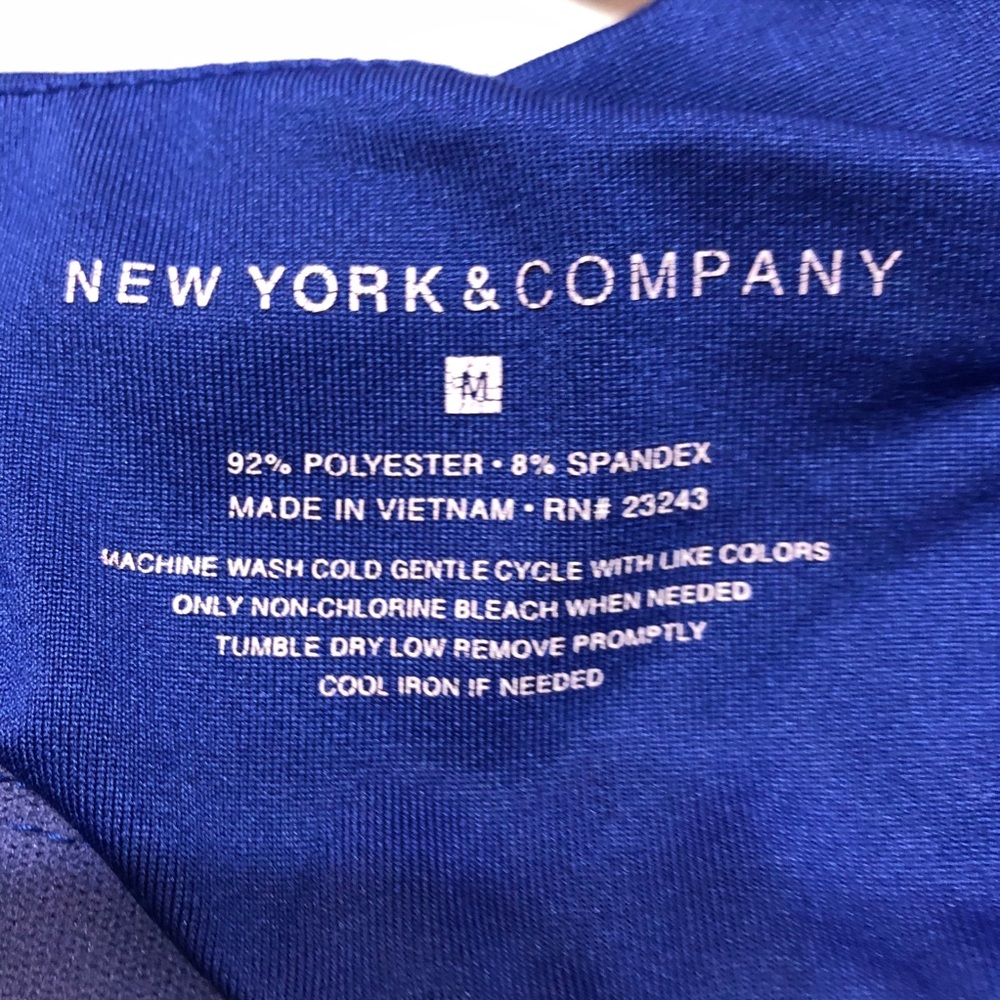 NEW YORK & COMPANY
M
92% POLYESTER • 8% SPANDEX
MADE IN VIETNAM • RN# 23243
MACHINE WASH COLD GENTLE CYCLE WITH LIKE COLORS
ONLY NON-CHLORINE BLEACH WHEN NEEDED
TUMBLE DRY LOW REMOVE PROMPTLY
COOL IRON IF NEEDED